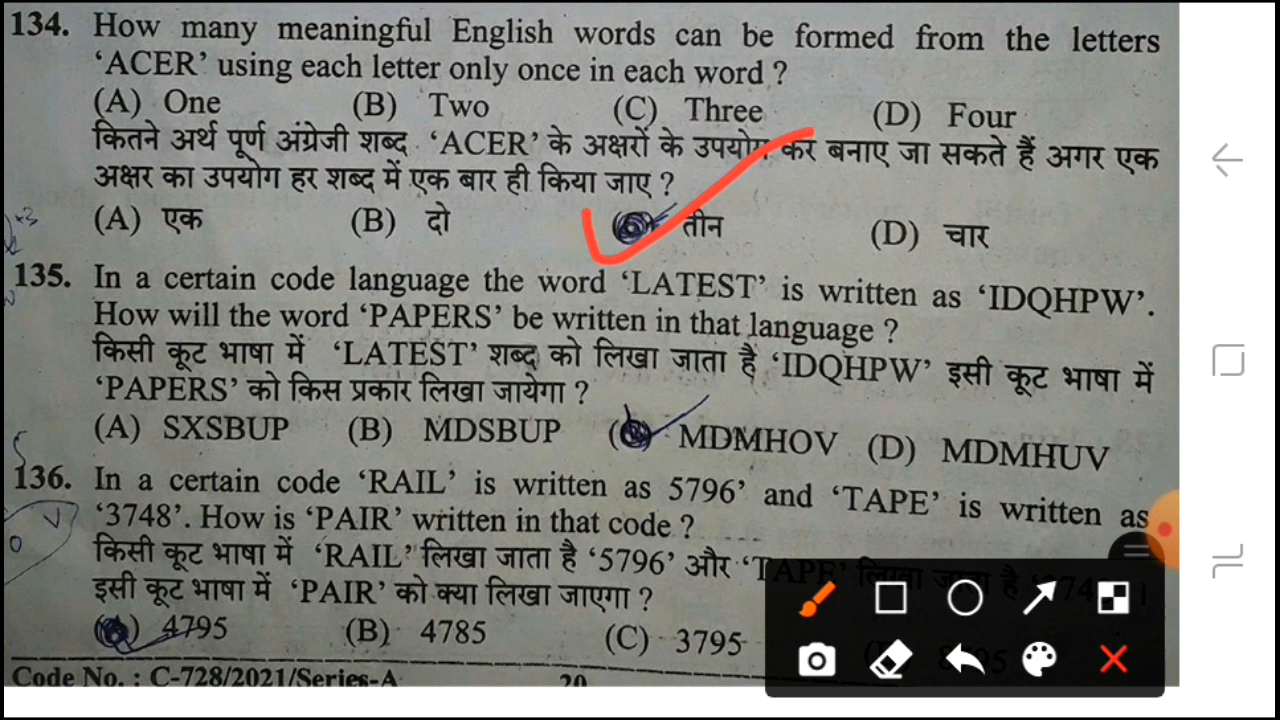 134. How many meaningful English words can be formed from the letters
'ACER' using each letter only once in each word ?
(A) One (B) Two (C) Three (D) Four
कितने अर्थ पूर्ण अंग्रेजी शब्द 'ACER' के अक्षरों के उपयोग कर बनाए जा सकते हैं अगर एक
अक्षर का उपयोग हर शब्द में एक बार ही किया जाए ?
(A) एक (B) दो तीन (D) चार
135. In a certain code language the word 'LATEST' is written as 'IDQHPW'.
How will the word 'PAPERS' be written in that language ?
किसी कूट भाषा में 'LATEST' शब्द को लिखा जाता है 'IDQHPW' इसी कूट भाषा में
'PAPERS' को किस प्रकार लिखा जायेगा ?
(A) SXSBUP (B) MDSBUP MDMHOV (D) MDMHUV
136. In a certain code 'RAIL' is written as 5796' and 'TAPE' is written as
'3748'. How is 'PAIR' written in that code ?
किसी कूट भाषा में 'RAIL' लिखा जाता है '5796' और 'TAPE' लिखा जाता है
इसी कूट भाषा में 'PAIR' को क्या लिखा जाएगा ?
4795 (B) 4785 (C) 3795
Code No. : C-728/2021/Series-A 20